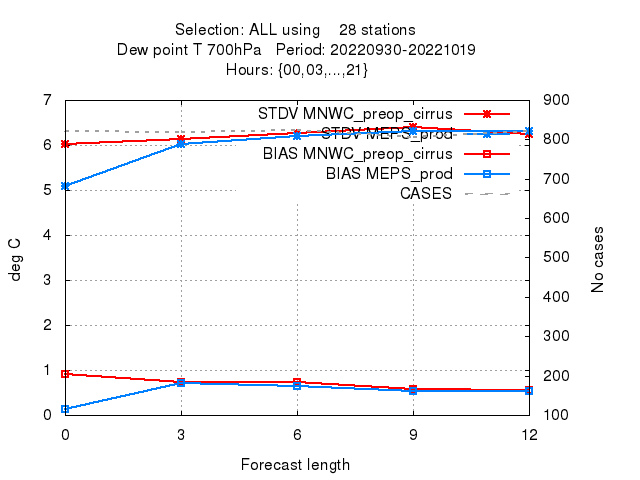 Selection: ALL using 28 stations
Dew point T 700hPa Period: 20220930-20221019
Hours: {00,03,...,21}
STDV MNWC_preop_cirrus
STDV MEPS_prod
BIAS MNWC_preop_cirrus
BIAS MEPS_prod
CASES
deg C
7
6
5
4
3
2
1
0
No cases
900
800
700
600
500
400
300
200
100
0 3 6 9 12
Forecast length